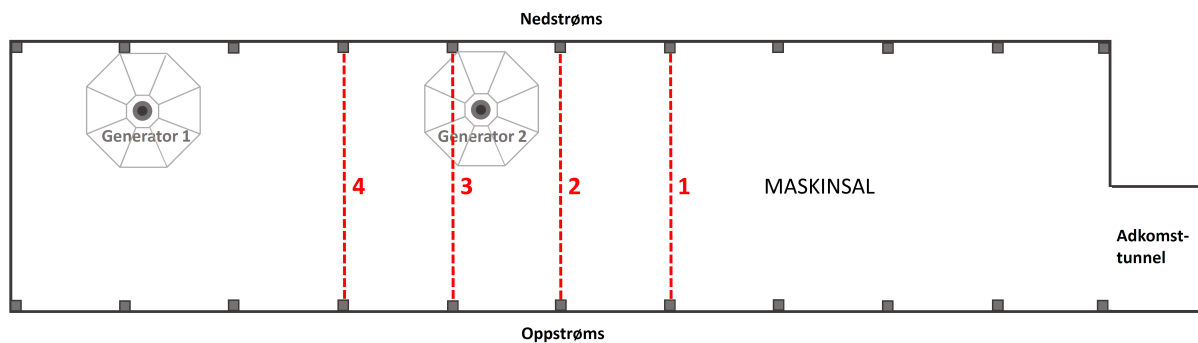 Nedstrøms
Generator 1
Generator 2
4
3
2
1
MASKINSAL
Adkomst-
tunnel
Oppstrøms